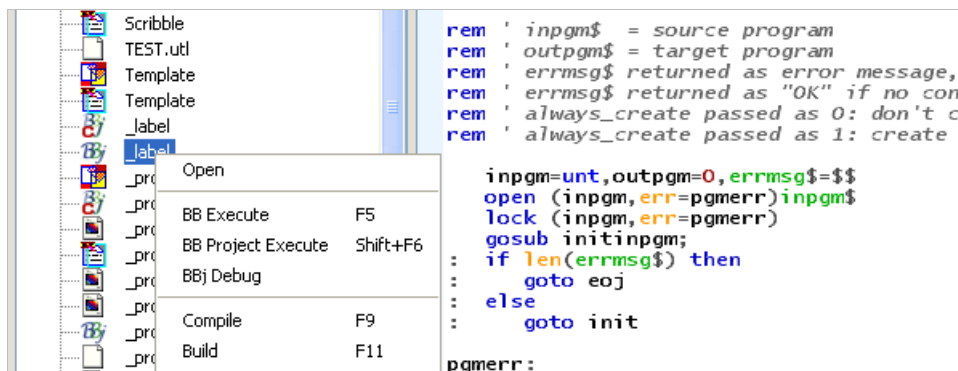 Scribble
TEST.utl
Template
Template
_label
_label
_pro
_pro
_pro
_pro
_pro
_pro
_pro
_pro
Open
BB Execute F5
BB Project Execute Shift+F6
BBj Debug
Compile F9
Build F11
rem ' inpgm$ = source program
rem ' outpgm$ = target program
rem ' errmsg$ returned as error message,
rem ' errmsg$ returned as "OK" if no con
rem ' always_create passed as 0: don't c
rem ' always_create passed as 1: create
inpgm=unt,outpgm=0,errmsg$=$$
open (inpgm,err=pgmerr)inpgm$
lock (inpgm,err=pgmerr)
gosub initinpgm;
: if len(errmsg$) then
: goto eoj
: else
: goto init
pgmerr: